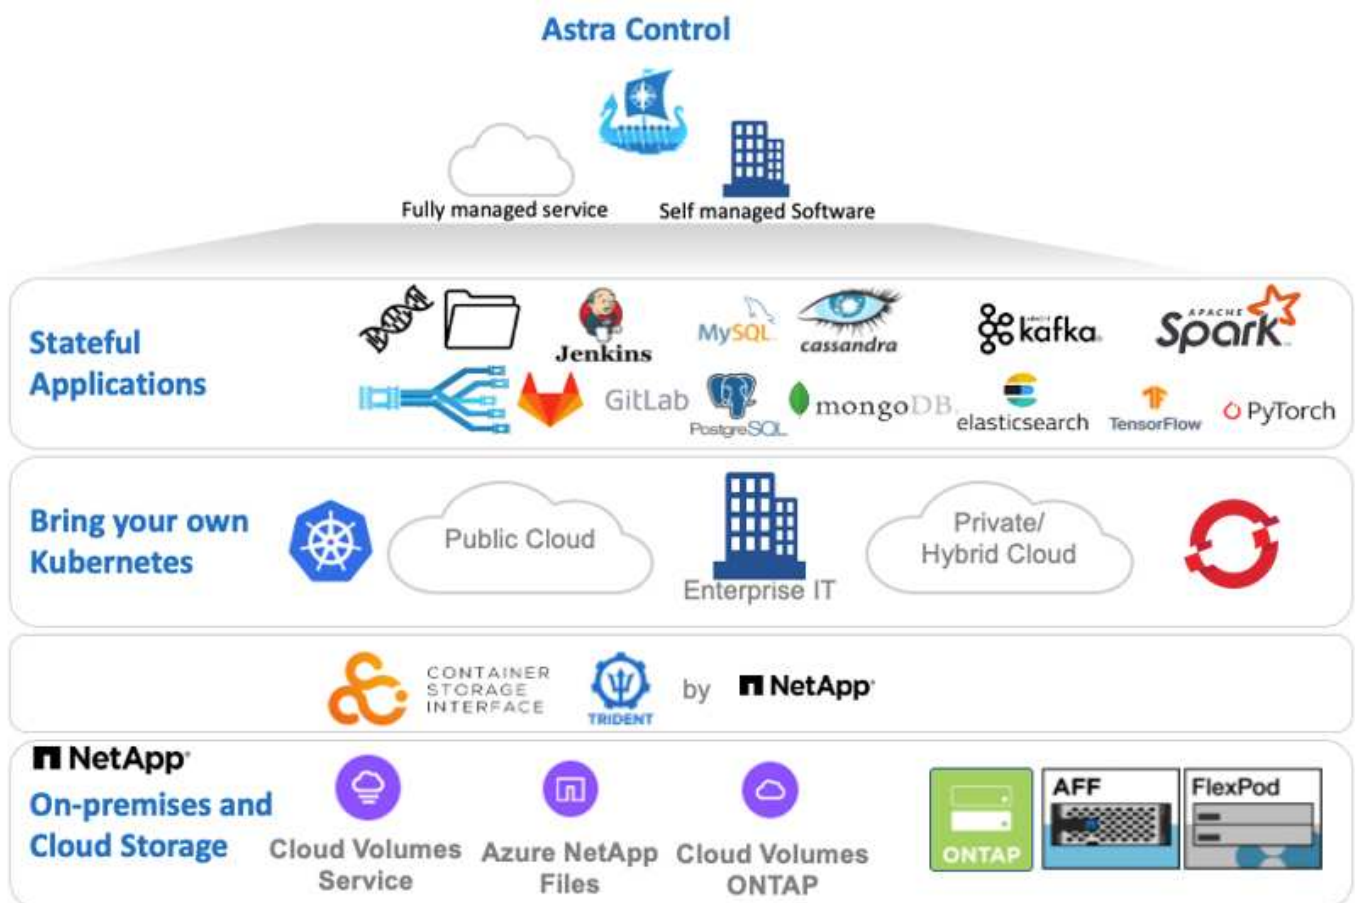 Astra Control
Fully managed service
Self managed Software
Stateful
Applications
Jenkins
MySQL
cassandra
kafka
APACHE
Spark
GitLab
PostgreSQL
mongoDB
elasticsearch
TensorFlow
PyTorch
Bring your own
Kubernetes
Public Cloud
Enterprise IT
Private/
Hybrid Cloud
CONTAINER
STORAGE
INTERFACE
TRIDENT
by
NetApp
NetApp
On-premises and
Cloud Storage
Cloud Volumes
Service
Azure NetApp
Files
Cloud Volumes
ONTAP
ONTAP
AFF
FlexPod